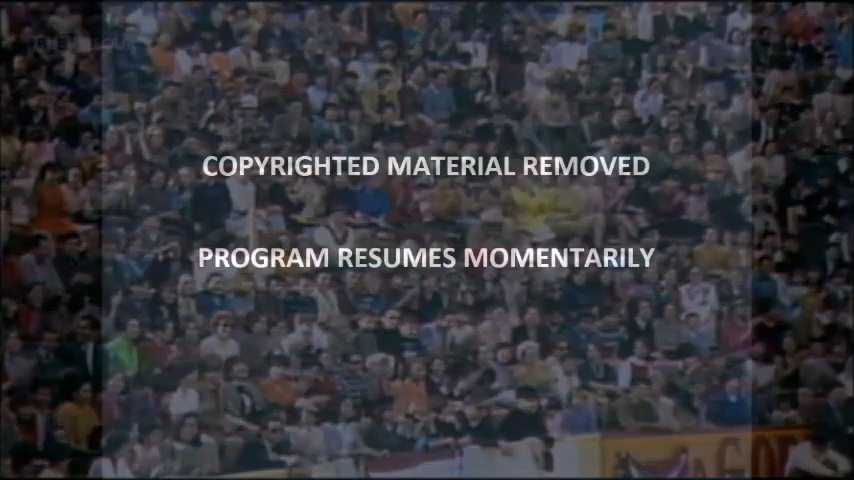 COPYRIGHTED MATERIAL REMOVED
PROGRAM RESUMES MOMENTARILY